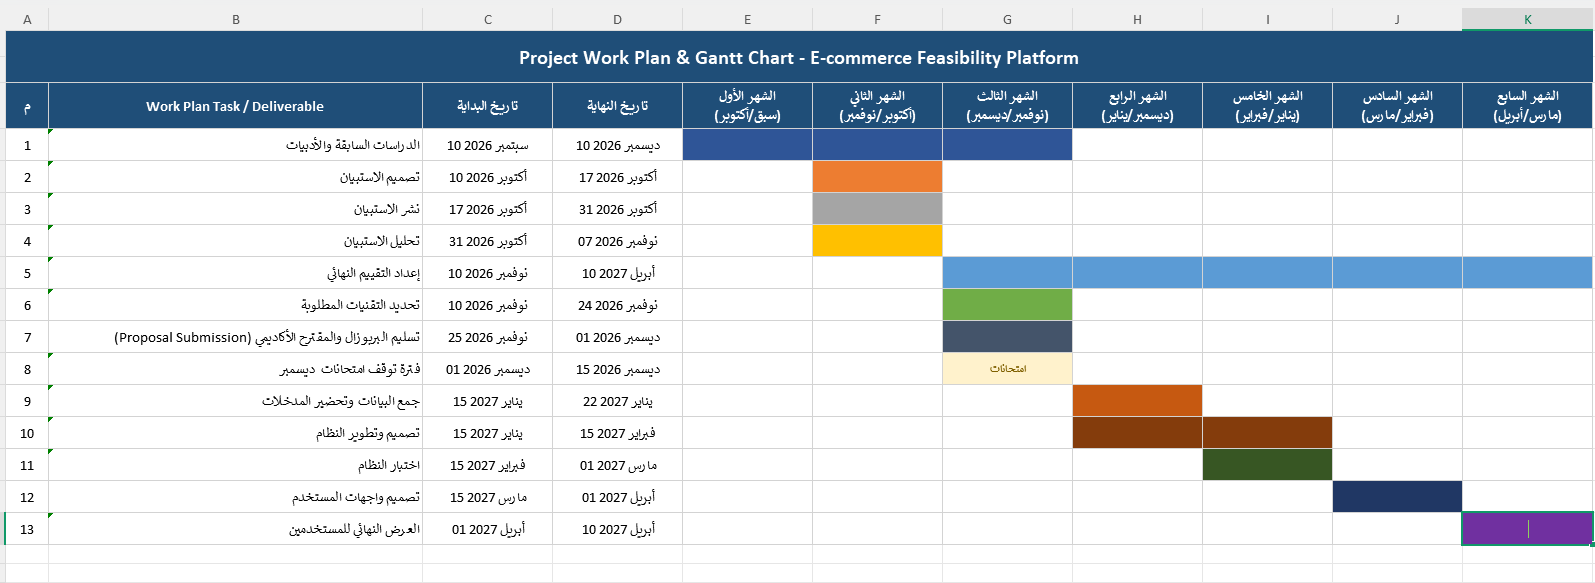 A B C D E F G H I J K
Project Work Plan & Gantt Chart - E-commerce Feasibility Platform
م Work Plan Task / Deliverable تاريخ البداية تاريخ النهاية الشهر الأول (سبق/أكتوبر) الشهر الثاني (أكتوبر/نوفمبر) الشهر الثالث (نوفمبر/ديسمبر) الشهر الرابع (ديسمبر/يناير) الشهر الخامس (يناير/فبراير) الشهر السادس (فبراير/مارس) الشهر السابع (مارس/أبريل)
1 الدراسات السابقة والأدبيات 10 سبتمبر 2026 10 ديسمبر 2026
2 تصميم الاستبيان 10 أكتوبر 2026 17 أكتوبر 2026
3 نشر الاستبيان 17 أكتوبر 2026 31 أكتوبر 2026
4 تحليل الاستبيان 31 أكتوبر 2026 07 نوفمبر 2026
5 إعداد التقييم النهائي 10 نوفمبر 2026 10 أبريل 2027
6 تحديد التقنيات المطلوبة 10 نوفمبر 2026 24 نوفمبر 2026
7 تسليم البربوزال والمقترح الأكاديمي (Proposal Submission) 25 نوفمبر 2026 01 ديسمبر 2026
8 فترة توقف امتحانات ديسمبر 01 ديسمبر 2026 15 ديسمبر 2026 امتحانات
9 جمع البيانات وتحضير المدخلات 15 يناير 2027 22 يناير 2027
10 تصميم وتطوير النظام 15 يناير 2027 15 فبراير 2027
11 اختبار النظام 15 فبراير 2027 01 مارس 2027
12 تصميم واجهات المستخدم 15 مارس 2027 01 أبريل 2027
13 العرض النهائي للمستخدمين 01 أبريل 2027 10 أبريل 2027